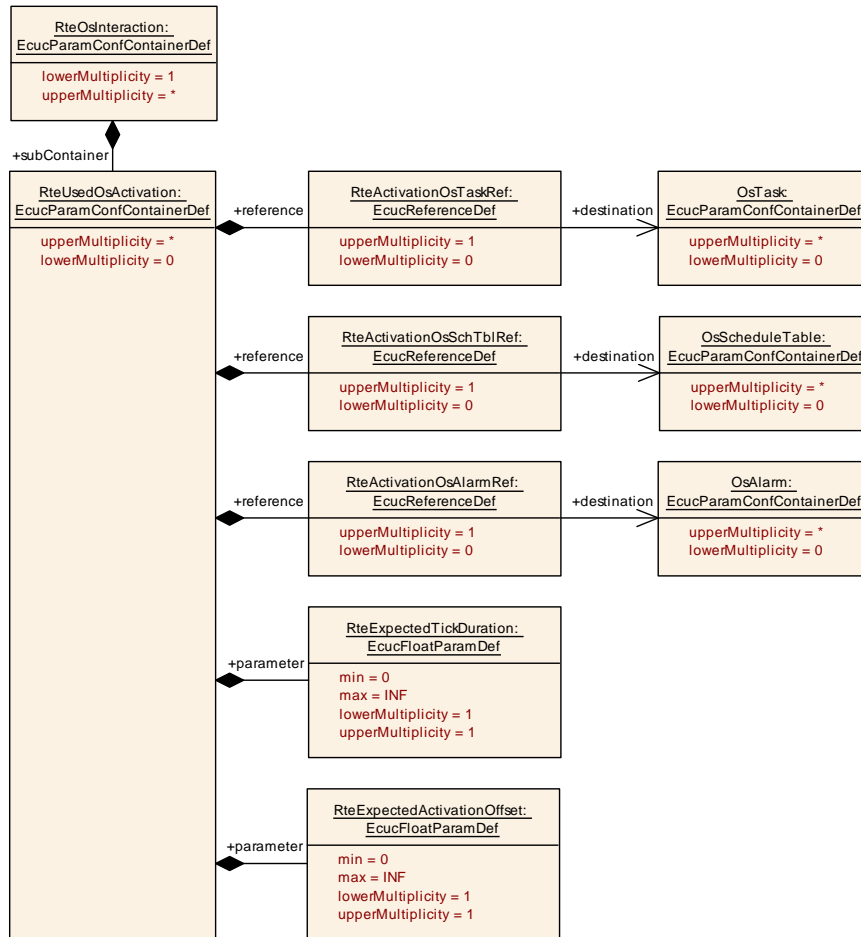 RteOsInteraction:
EcucParamConfContainerDef
lowerMultiplicity = 1
upperMultiplicity = *
+subContainer
RteUsedOsActivation:
EcucParamConfContainerDef
upperMultiplicity = *
lowerMultiplicity = 0
+reference
RteActivationOsTaskRef:
EcucReferenceDef
upperMultiplicity = 1
lowerMultiplicity = 0
+destination
OsTask:
EcucParamConfContainerDef
upperMultiplicity = *
lowerMultiplicity = 0
+reference
RteActivationOsSchTblRef:
EcucReferenceDef
upperMultiplicity = 1
lowerMultiplicity = 0
+destination
OsScheduleTable:
EcucParamConfContainerDef
upperMultiplicity = *
lowerMultiplicity = 0
+reference
RteActivationOsAlarmRef:
EcucReferenceDef
upperMultiplicity = 1
lowerMultiplicity = 0
+destination
OsAlarm:
EcucParamConfContainerDef
upperMultiplicity = *
lowerMultiplicity = 0
+parameter
RteExpectedTickDuration:
EcucFloatParamDef
min = 0
max = INF
lowerMultiplicity = 1
upperMultiplicity = 1
+parameter
RteExpectedActivationOffset:
EcucFloatParamDef
min = 0
max = INF
lowerMultiplicity = 1
upperMultiplicity = 1